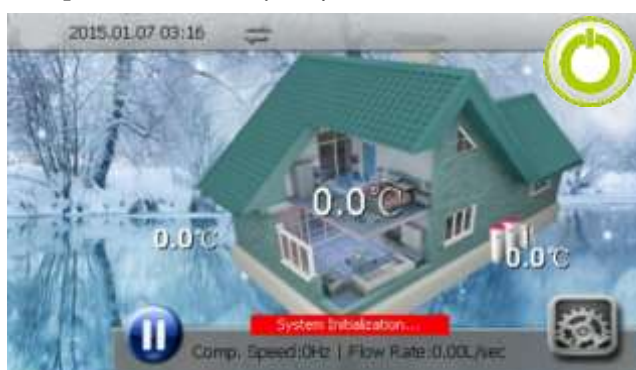 2015.01.07 03:16
0.0°C
0.0°C
0.0°C
System Initialization...
Comp. Speed:0Hz | Flow Rate:0.00L/sec